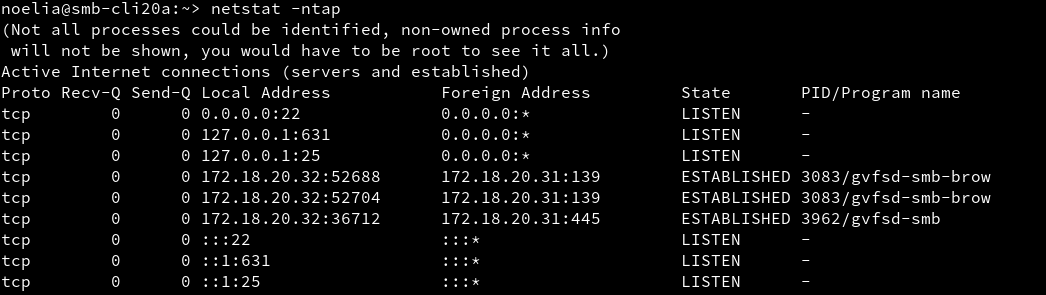 noelia@smb-cli20a:~> netstat -ntap
(Not all processes could be identified, non-owned process info
 will not be shown, you would have to be root to see it all.)
Active Internet connections (servers and established)
Proto Recv-Q Send-Q Local Address           Foreign Address         State       PID/Program name
tcp        0      0 0.0.0.0:22              0.0.0.0:*               LISTEN      -
tcp        0      0 127.0.0.1:631           0.0.0.0:*               LISTEN      -
tcp        0      0 127.0.0.1:25            0.0.0.0:*               LISTEN      -
tcp        0      0 172.18.20.32:52688      172.18.20.31:139        ESTABLISHED 3083/gvfsd-smb-brow
tcp        0      0 172.18.20.32:52704      172.18.20.31:139        ESTABLISHED 3083/gvfsd-smb-brow
tcp        0      0 172.18.20.32:36712      172.18.20.31:445        ESTABLISHED 3962/gvfsd-smb
tcp        0      0 :::22                   :::*                    LISTEN      -
tcp        0      0 ::1:631                 :::*                    LISTEN      -
tcp        0      0 ::1:25                  :::*                    LISTEN      -